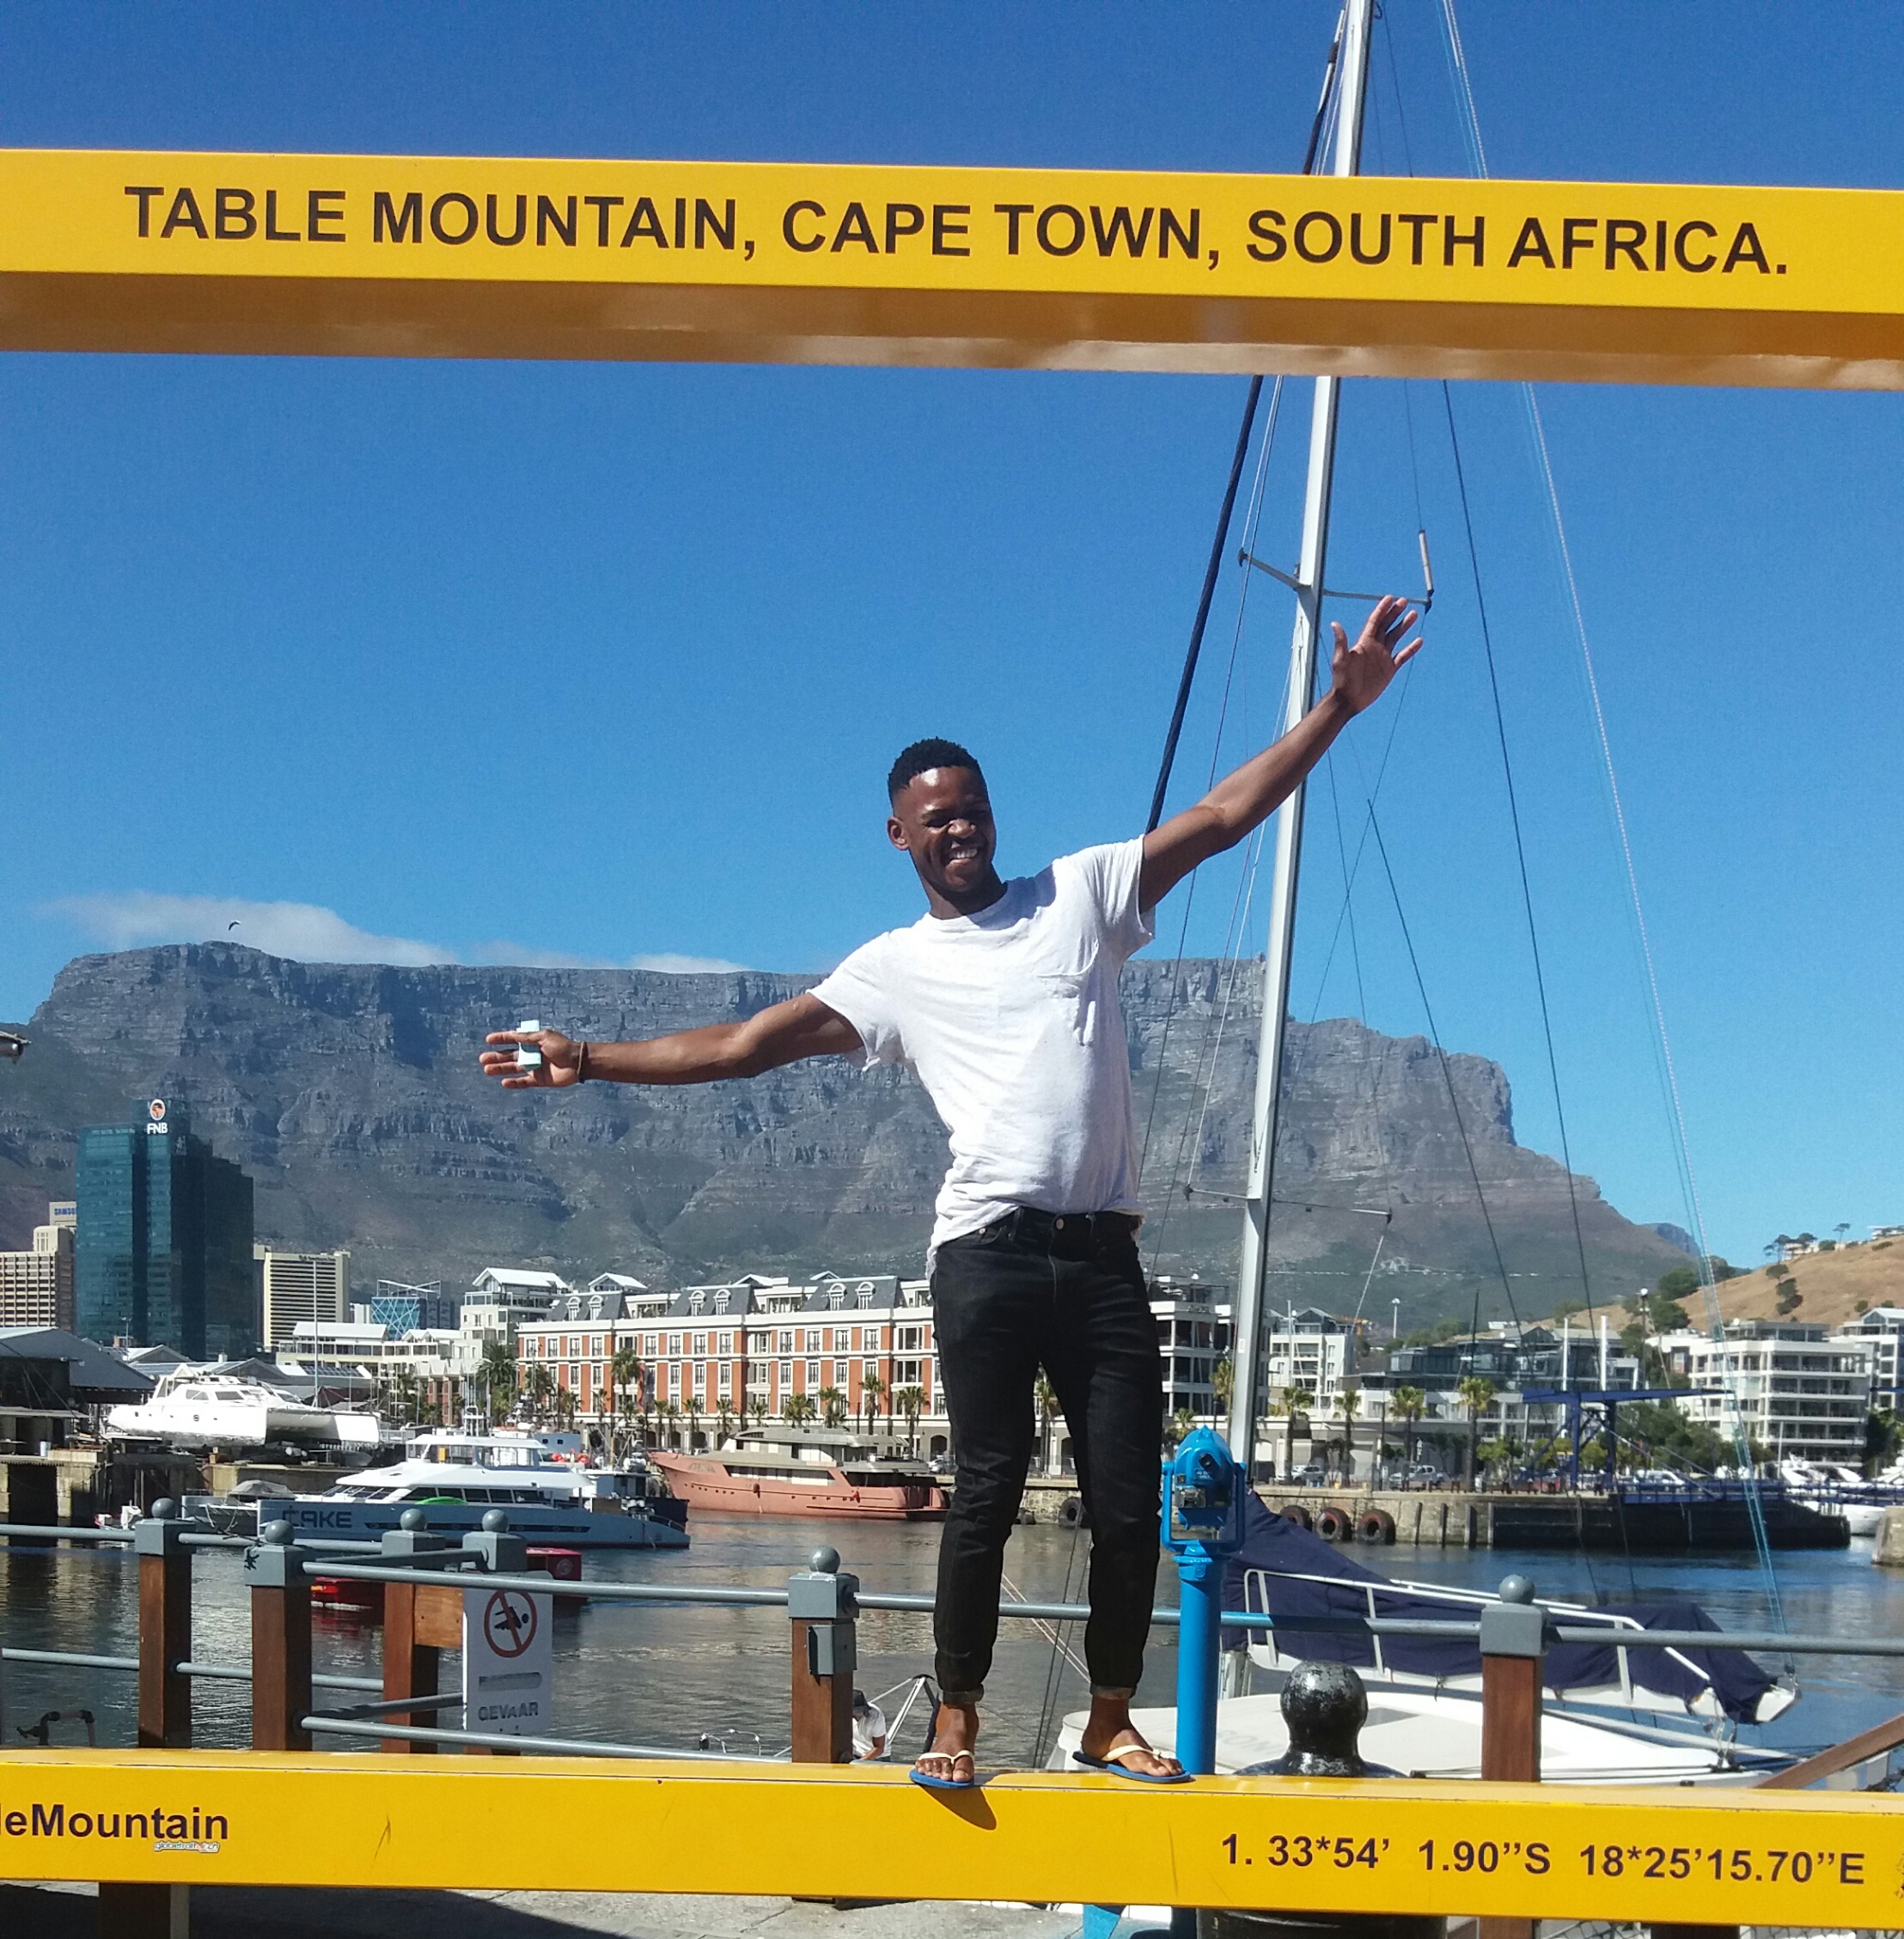 TABLE MOUNTAIN, CAPE TOWN, SOUTH AFRICA.
FNB
SAMSU
CAKE
GEVAAR
leMountain
1. 33*54’ 1.90”S 18*25’15.70”E